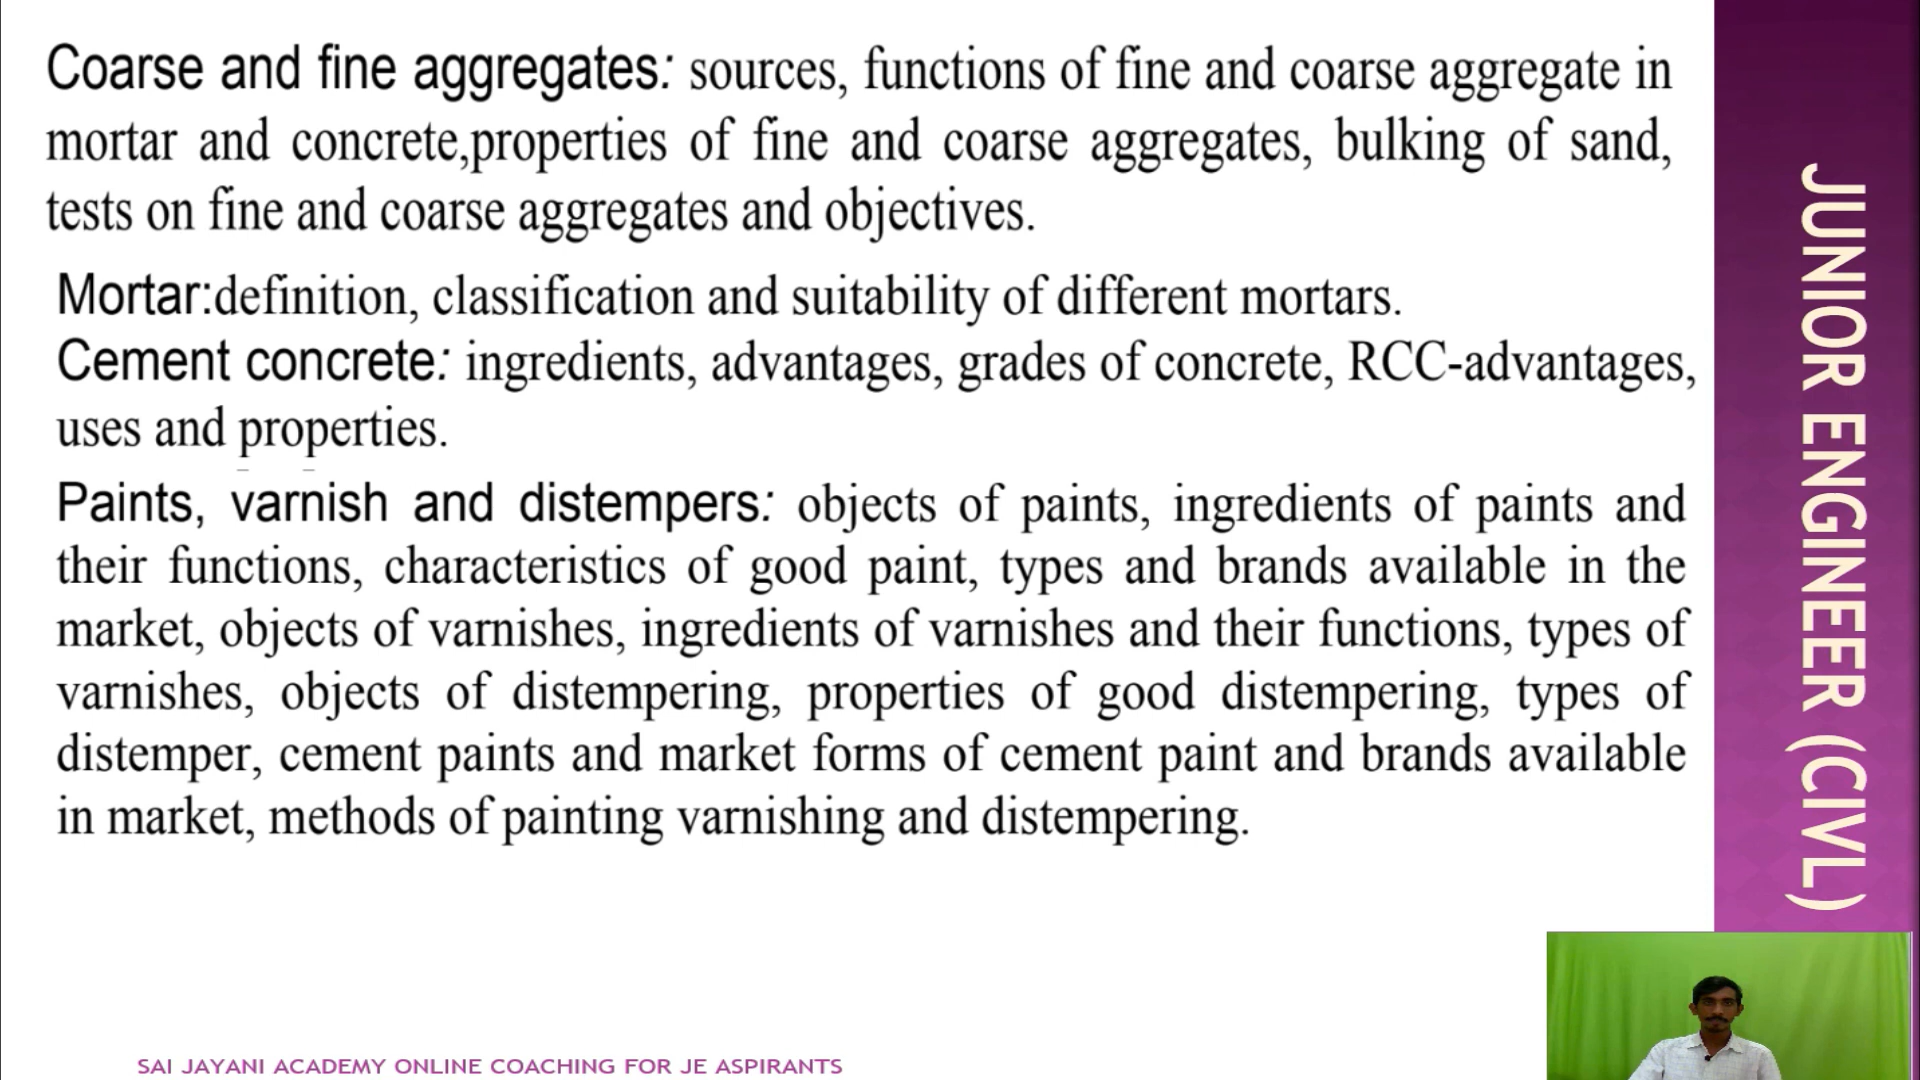 Coarse and fine aggregates: sources, functions of fine and coarse aggregate in
mortar and concrete,properties of fine and coarse aggregates, bulking of sand,
tests on fine and coarse aggregates and objectives.
Mortar:definition, classification and suitability of different mortars.
Cement concrete: ingredients, advantages, grades of concrete, RCC-advantages,
uses and properties.
Paints, varnish and distempers: objects of paints, ingredients of paints and
their functions, characteristics of good paint, types and brands available in the
market, objects of varnishes, ingredients of varnishes and their functions, types of
varnishes, objects of distempering, properties of good distempering, types of
distemper, cement paints and market forms of cement paint and brands available
in market, methods of painting varnishing and distempering.
JUNIOR ENGINEER (CIVL)
SAI JAYANI ACADEMY ONLINE COACHING FOR JE ASPIRANTS